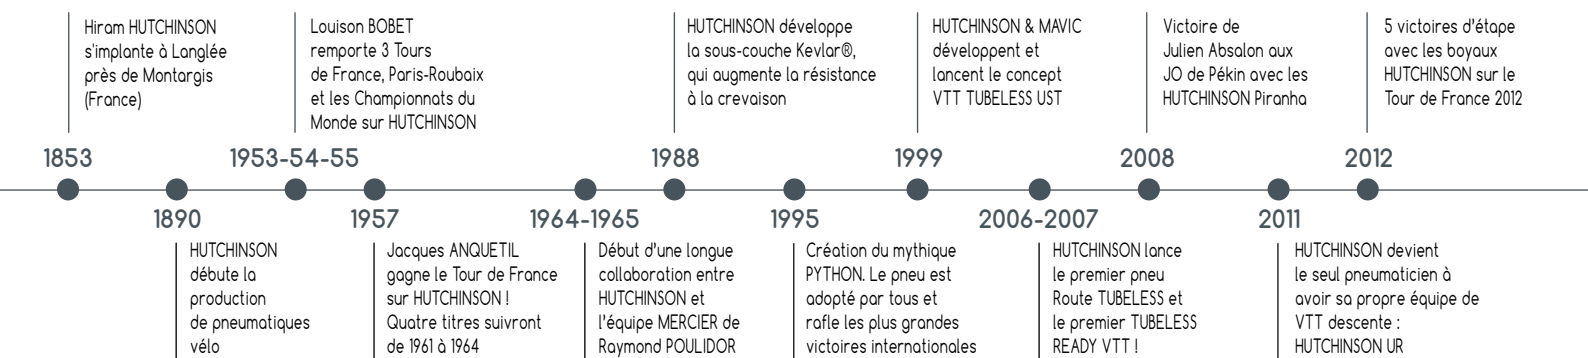 Hiram HUTCHINSON
s'implante à Langlée
près de Montargis
(France)
1853
1890
HUTCHINSON
débute la
production
de pneumatiques
vélo
Louison BOBET
remporte 3 Tours
de France, Paris-Roubaix
et les Championnats du
Monde sur HUTCHINSON
1953-54-55
1957
Jacques ANQUETIL
gagne le Tour de France
sur HUTCHINSON !
Quatre titres suivront
de 1961 à 1964
1964-1965
Début d'une longue
collaboration entre
HUTCHINSON et
l'équipe MERCIER de
Raymond POULIDOR
HUTCHINSON développe
la sous-couche Kevlar®,
qui augmente la résistance
à la crevaison
1988
1995
Création du mythique
PYTHON. Le pneu est
adopté par tous et
rafle les plus grandes
victoires internationales
HUTCHINSON & MAVIC
développent et
lancent le concept
VTT TUBELESS UST
1999
2006-2007
HUTCHINSON lance
le premier pneu
Route TUBELESS et
le premier TUBELESS
READY VTT !
Victoire de
Julien Absalon aux
JO de Pékin avec les
HUTCHINSON Piranha
2008
2011
HUTCHINSON devient
le seul pneumaticien à
avoir sa propre équipe de
VTT descente :
HUTCHINSON UR
5 victoires d'étape
avec les boyaux
HUTCHINSON sur le
Tour de France 2012
2012